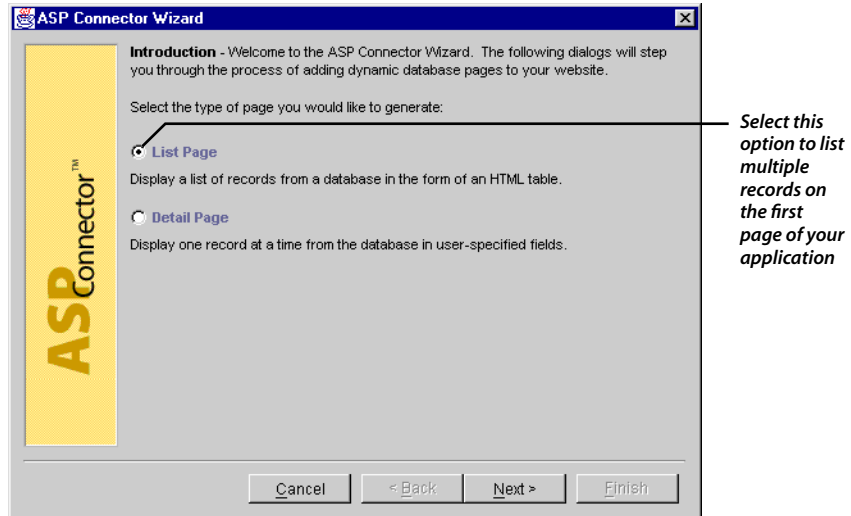 ASP Connector Wizard
Introduction - Welcome to the ASP Connector Wizard. The following dialogs will step
you through the process of adding dynamic database pages to your website.
Select the type of page you would like to generate:
List Page
Display a list of records from a database in the form of an HTML table.
Detail Page
Display one record at a time from the database in user-specified fields.
ASP Connector™
Cancel
< Back
Next >
Finish
Select this
option to list
multiple
records on
the first
page of your
application